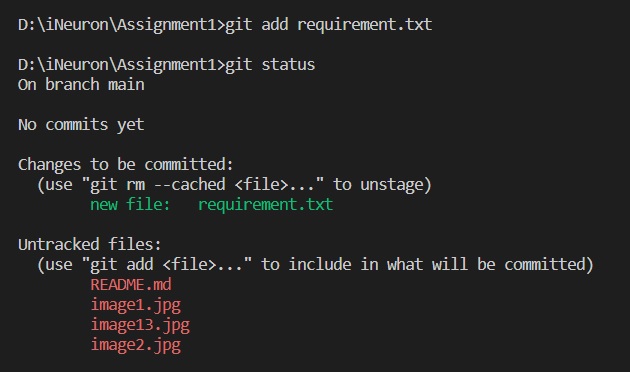 D:\iNeuron\Assignment1>git add requirement.txt
D:\iNeuron\Assignment1>git status
On branch main
No commits yet
Changes to be committed:
(use "git rm --cached <file>..." to unstage)
new file:   requirement.txt
Untracked files:
(use "git add <file>..." to include in what will be committed)
README.md
image1.jpg
image13.jpg
image2.jpg